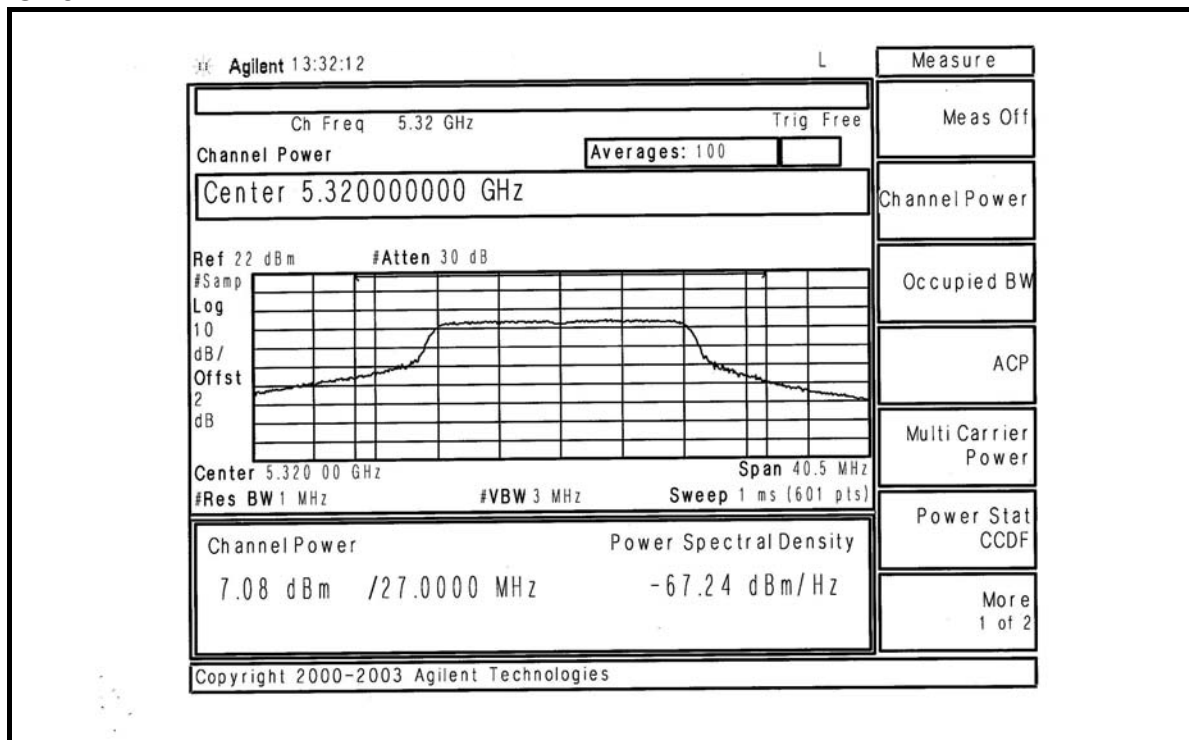 Agilent 13:32:12 L
Measure
Ch Freq 5.32 GHz Trig Free
Meas Off
Channel Power Averages: 100
Center 5.320000000 GHz
Channel Power
Ref 22 dBm #Atten 30 dB
#Samp
Log
10
dB/
Offst
2
dB
Occupied BW
ACP
Multi Carrier
Power
Center 5.320 00 GHz Span 40.5 MHz
#Res BW 1 MHz #VBW 3 MHz Sweep 1 ms (601 pts)
Power Stat
CCDF
Channel Power Power Spectral Density
7.08 dBm /27.0000 MHz -67.24 dBm/Hz
More
1 of 2
Copyright 2000-2003 Agilent Technologies